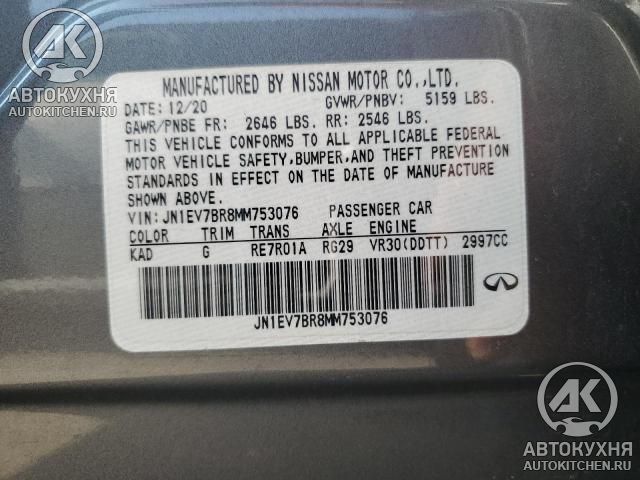 АК
АВТОКУХНЯ
AUTOKITCHEN.RU
MANUFACTURED BY NISSAN MOTOR CO.,LTD.
DATE: 12/20 GVWR/PNBV: 5159 LBS.
GAWR/PNBE FR: 2646 LBS. RR: 2546 LBS.
THIS VEHICLE CONFORMS TO ALL APPLICABLE FEDERAL
MOTOR VEHICLE SAFETY,BUMPER,AND THEFT PREVENTION
STANDARDS IN EFFECT ON THE DATE OF MANUFACTURE
SHOWN ABOVE.
VIN: JN1EV7BR8MM753076 PASSENGER CAR
COLOR TRIM TRANS AXLE ENGINE
KAD G RE7R01A RG29 VR30(DDTT) 2997CC
JN1EV7BR8MM753076
АК
АВТОКУХНЯ
AUTOKITCHEN.RU